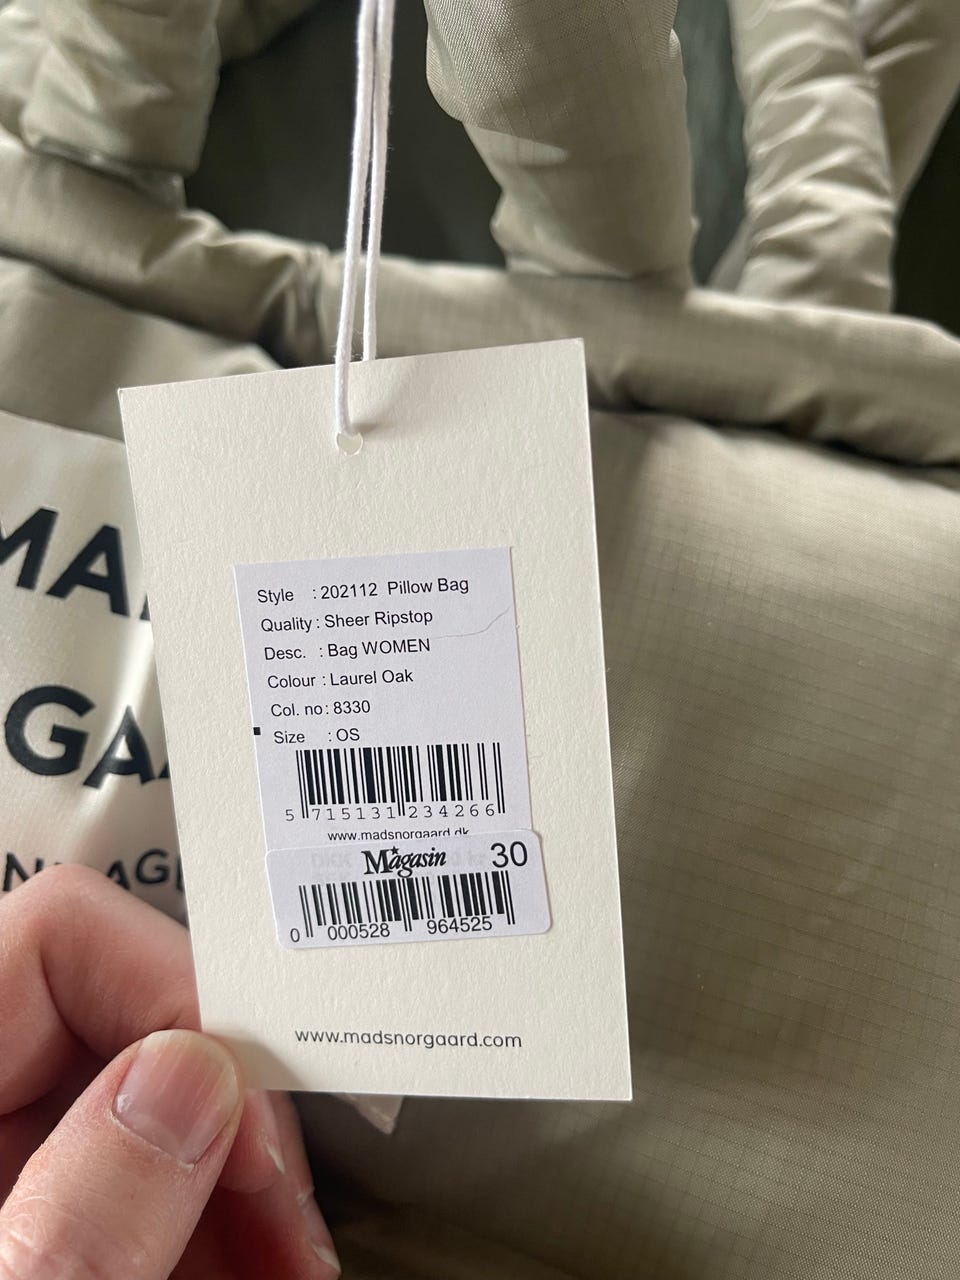 GA
Style : 202112 Pillow Bag
Quality : Sheer Ripstop
Desc. : Bag WOMEN
Colour : Laurel Oak
Col. no: 8330
Size : OS
5 715131 234266
www.madsnorgaard.dk
Magasin 30
0 000528 964525
www.madsnorgaard.com